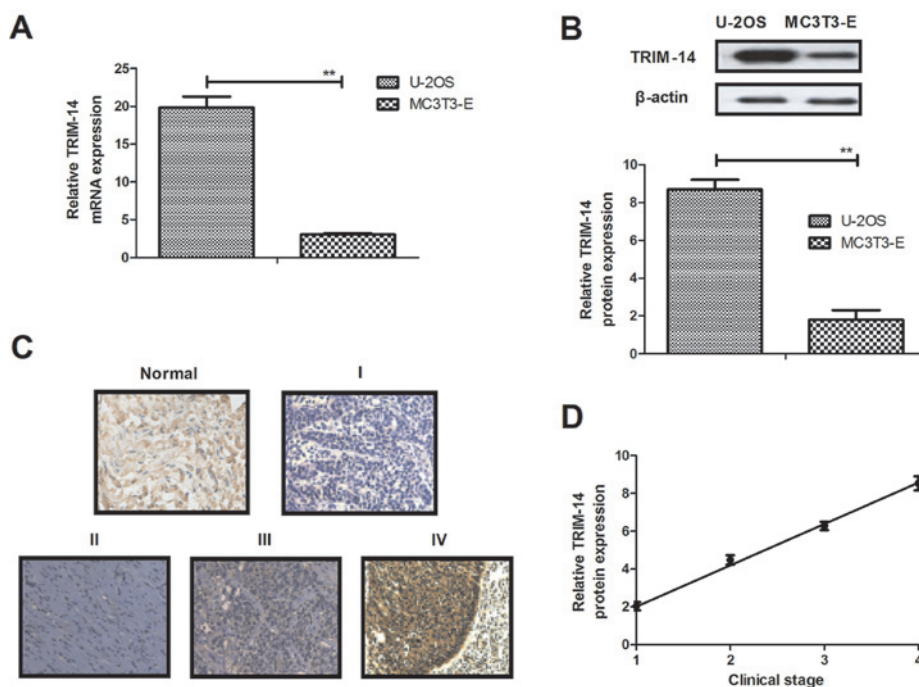 A
25
20
15
10
5
0
Relative TRIM-14
mRNA expression
**
U-2OS
MC3T3-E
B
U-2OS MC3T3-E
TRIM-14
β-actin
10
8
6
4
2
0
Relative TRIM-14
protein expression
**
U-2OS
MC3T3-E
C
Normal
I
II
III
IV
D
10
8
6
4
2
0
Relative TRIM-14
protein expression
1 2 3 4
Clinical stage